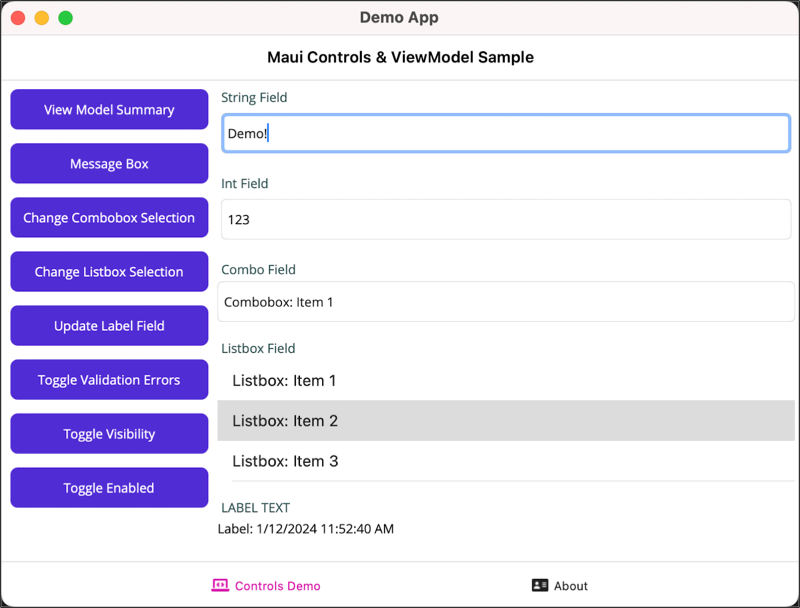 Demo App
Maui Controls & ViewModel Sample
View Model Summary
Message Box
Change Combobox Selection
Change Listbox Selection
Update Label Field
Toggle Validation Errors
Toggle Visibility
Toggle Enabled
String Field
Demo!
Int Field
123
Combo Field
Combobox: Item 1
Listbox Field
Listbox: Item 1
Listbox: Item 2
Listbox: Item 3
LABEL TEXT
Label: 1/12/2024 11:52:40 AM
Controls Demo
About